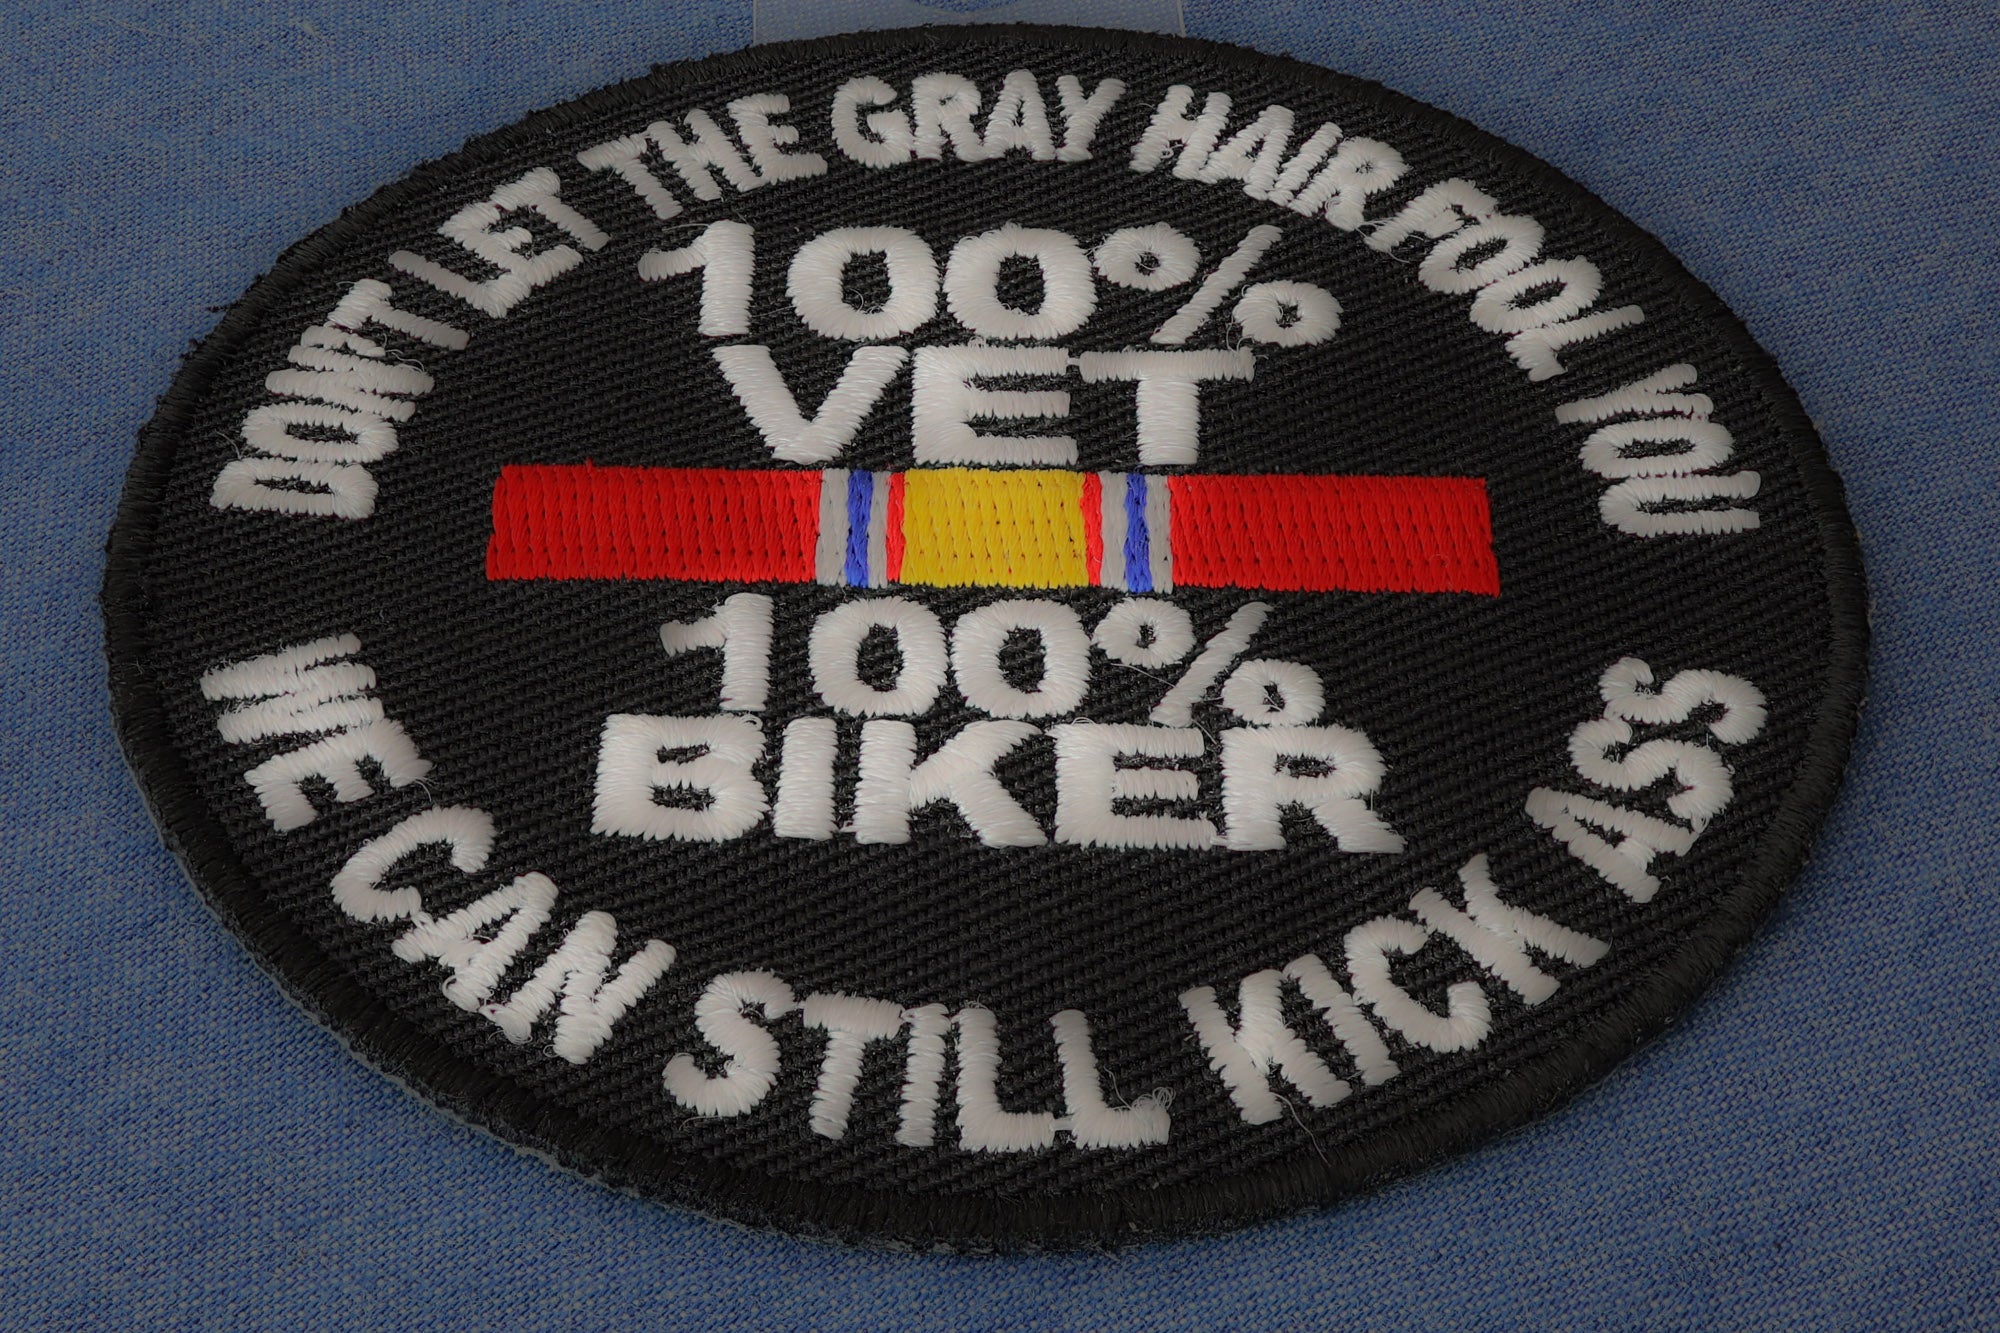 DON'T LET THE GRAY HAIR FOOL YOU
100%
VET
100%
BIKER
WE CAN STILL KICK ASS